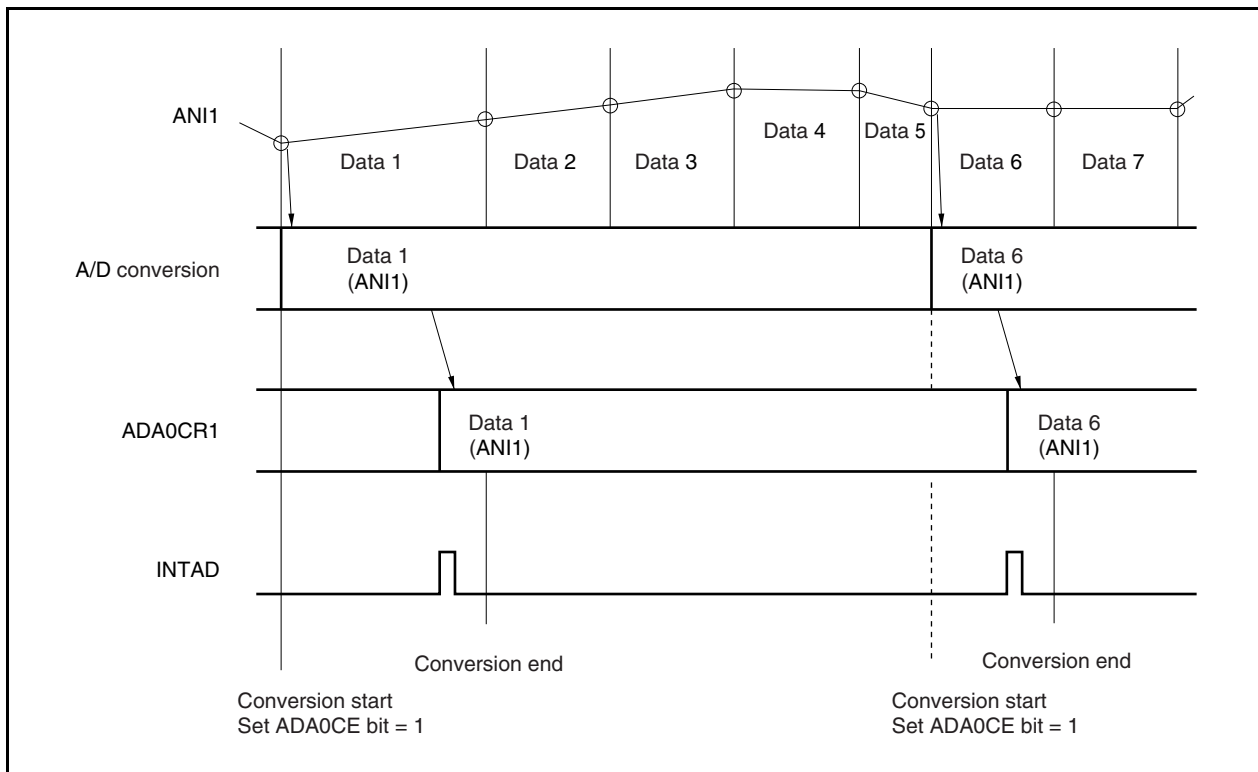 ANI1
Data 1
Data 2
Data 3
Data 4
Data 5
Data 6
Data 7
A/D conversion
Data 1
(ANI1)
Data 6
(ANI1)
ADA0CR1
Data 1
(ANI1)
Data 6
(ANI1)
INTAD
Conversion end
Conversion end
Conversion start
Set ADA0CE bit = 1
Conversion start
Set ADA0CE bit = 1